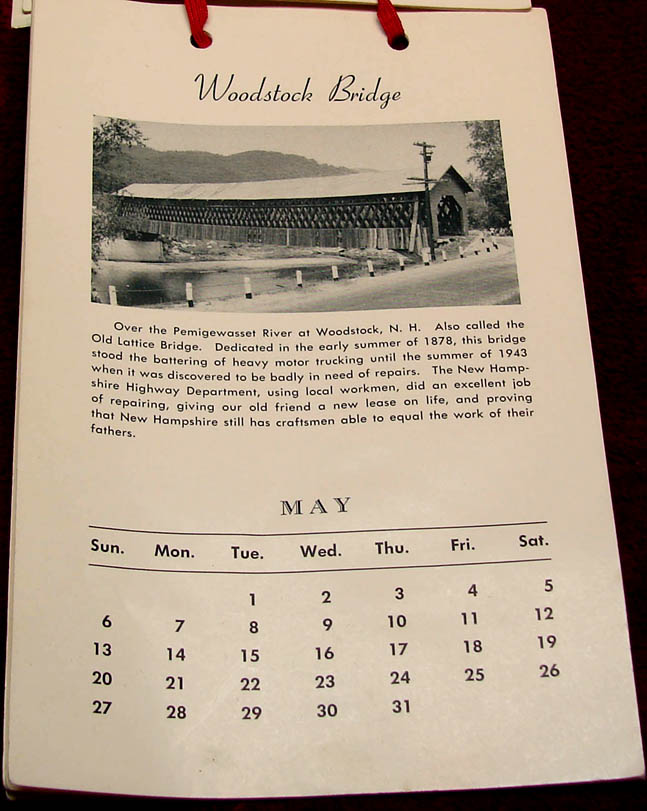 Woodstock Bridge
Over the Pemigewasset River at Woodstock, N. H. Also called the
Old Lattice Bridge. Dedicated in the early summer of 1878, this bridge
stood the battering of heavy motor trucking until the summer of 1943
when it was discovered to be badly in need of repairs. The New Hamp-
shire Highway Department, using local workmen, did an excellent job
of repairing, giving our old friend a new lease on life, and proving
that New Hampshire still has craftsmen able to equal the work of their
fathers.
MAY
Sun. Mon. Tue. Wed. Thu. Fri. Sat.
1 2 3 4 5
6 7 8 9 10 11 12
13 14 15 16 17 18 19
20 21 22 23 24 25 26
27 28 29 30 31